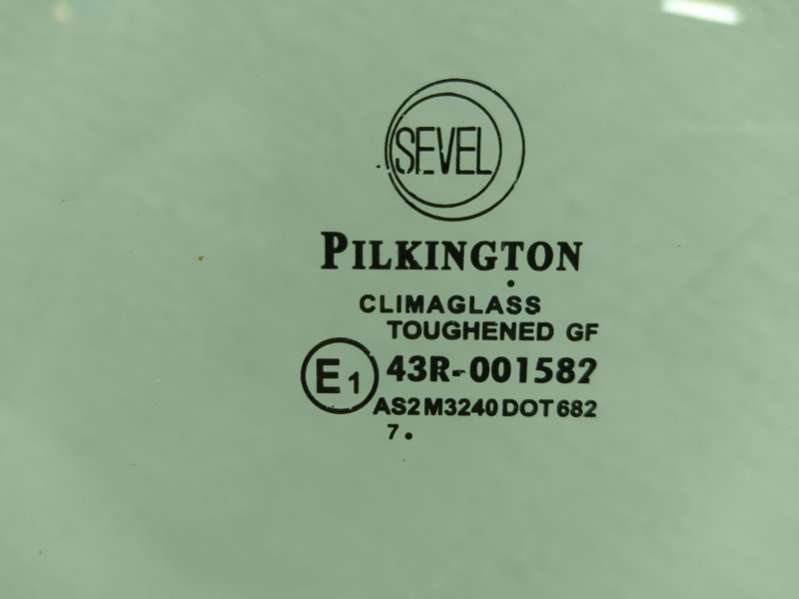 SEVEL
PILKINGTON
CLIMAGLASS
TOUGHENED GF
E1 43R-001582
AS2 M3240 DOT 682
7.